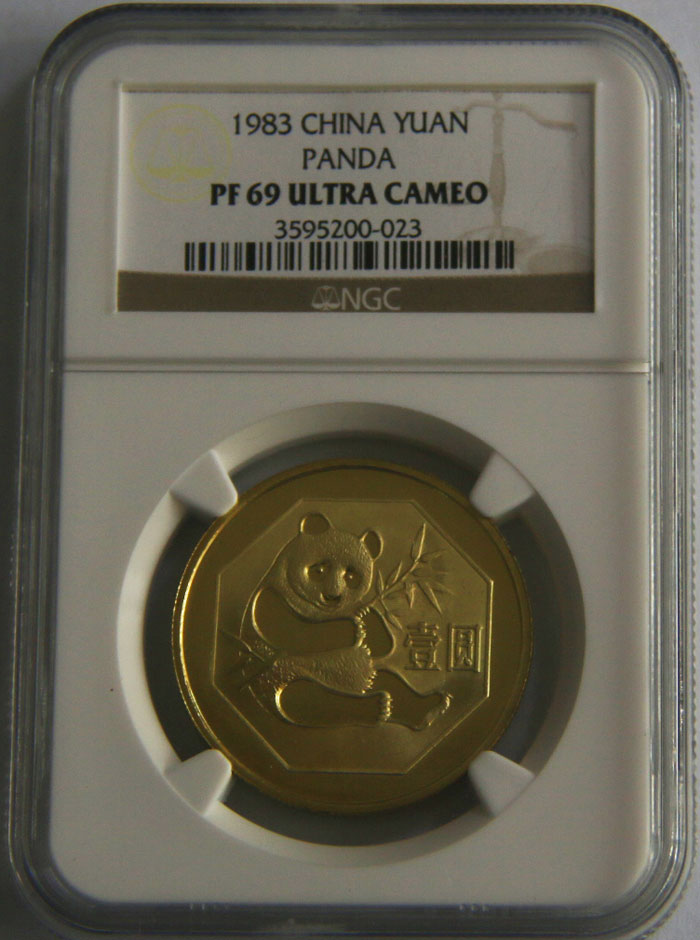 1983 CHINA YUAN
PANDA
PF 69 ULTRA CAMEO
3595200-023
NGC
壹圆